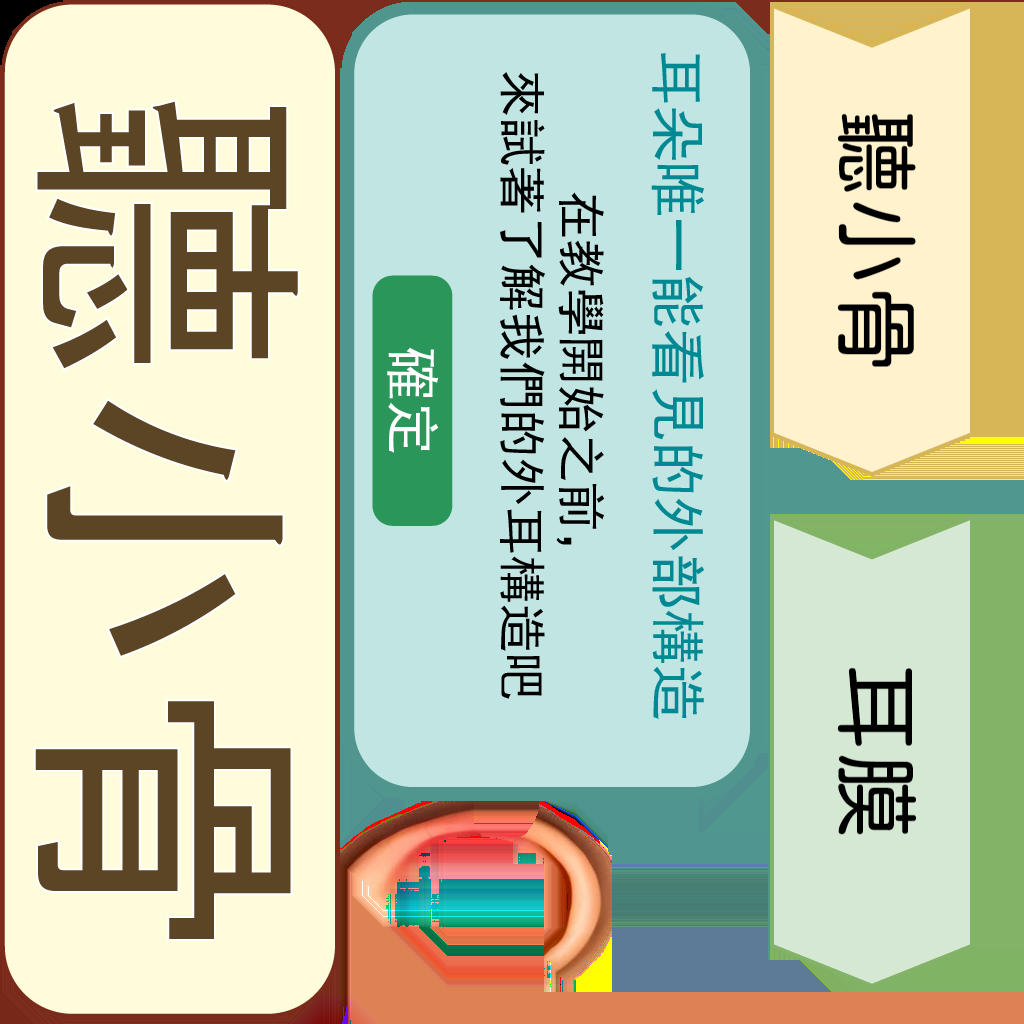 聽小骨
耳膜
耳朵唯一能看見的外部構造
在教學開始之前，
來試著了解我們的外耳構造吧
確定
聽小骨